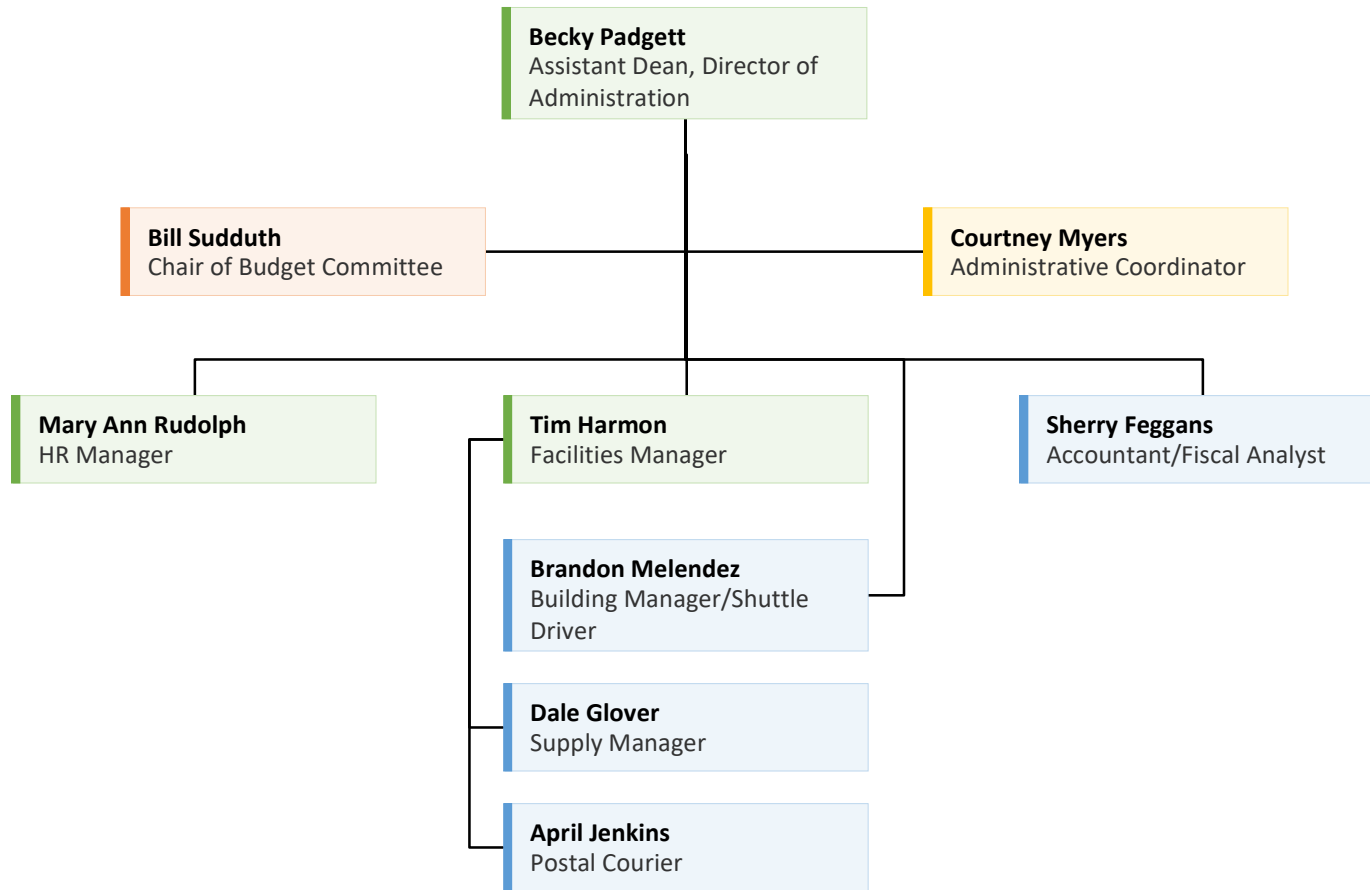 Becky Padgett
Assistant Dean, Director of
Administration
Bill Sudduth
Chair of Budget Committee
Courtney Myers
Administrative Coordinator
Mary Ann Rudolph
HR Manager
Tim Harmon
Facilities Manager
Sherry Feggans
Accountant/Fiscal Analyst
Brandon Melendez
Building Manager/Shuttle
Driver
Dale Glover
Supply Manager
April Jenkins
Postal Courier